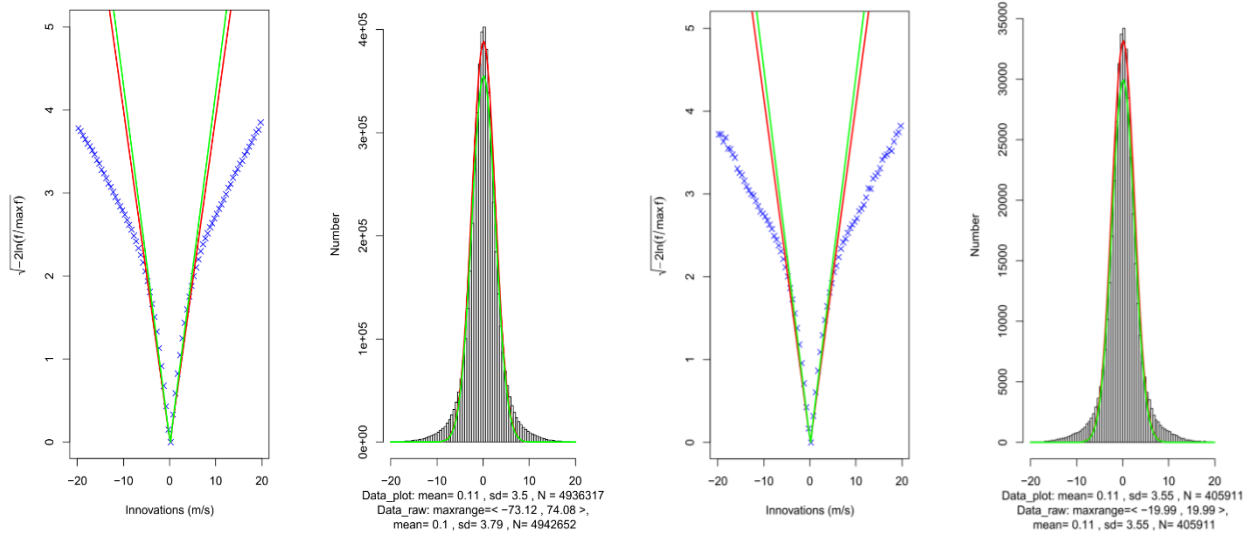 √−2ln(f/maxf)
0 1 2 3 4 5
−20 −10 0 10 20
Innovations (m/s)
Number
0e+00 1e+05 2e+05 3e+05 4e+05
−20 −10 0 10 20
Data_plot: mean= 0.11 , sd= 3.5 , N = 4936317
Data_raw: maxrange=< −73.12 , 74.08 >,
mean= 0.1 , sd= 3.79 , N= 4942652
√−2ln(f/maxf)
0 1 2 3 4 5
−20 −10 0 10 20
Innovations (m/s)
Number
0 5000 10000 15000 20000 25000 30000 35000
−20 −10 0 10 20
Data_plot: mean= 0.11 , sd= 3.55 , N = 405911
Data_raw: maxrange=< −19.99 , 19.99 >,
mean= 0.11 , sd= 3.55 , N= 405911